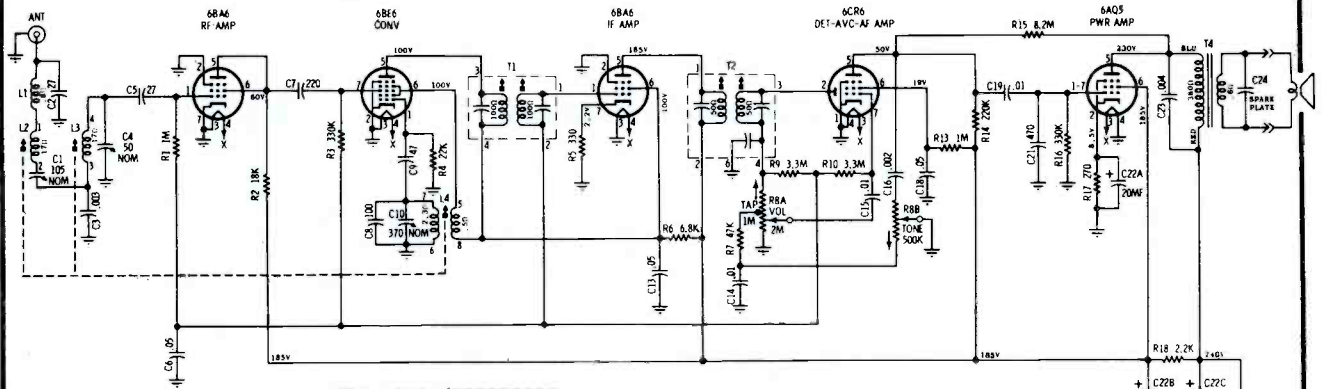 ANT
6BA6
RF-AMP
6BE6
CONV
6BA6
IF AMP
6CR6
DET-AVC-AF AMP
6AQ5
PWR AMP
R15 8.2M
L1
C2 27
L2
C1
105
NOM
L3
C3 .003
C4
50
NOM
C5 27
R1 1M
C6 .05
60V
R2 18K
C7 220
R3 330K
100V
100V
C9 47
R4 22K
C8 100
C10
370 NOM
L4
T1
185V
100V
R5 330
2.2V
C13 .05
R6 6.8K
T2
R9 3.3M
R10 3.3M
TAP
1M
R8A
VOL
2M
R7 47K
C14 .01
C15 .01
50V
19V
C16 .002
C18 .05
R13 1M
R8B
TONE
500K
R14 220K
C19 .01
C21 470
R16 330K
230V
8.5V
R17 270
C22A
20MF
185V
C23 .004
BLU
RED
T4
C24
SPARK
PLATE
185V
185V
R18 2.2K
240V
+ C22B
+ C22C